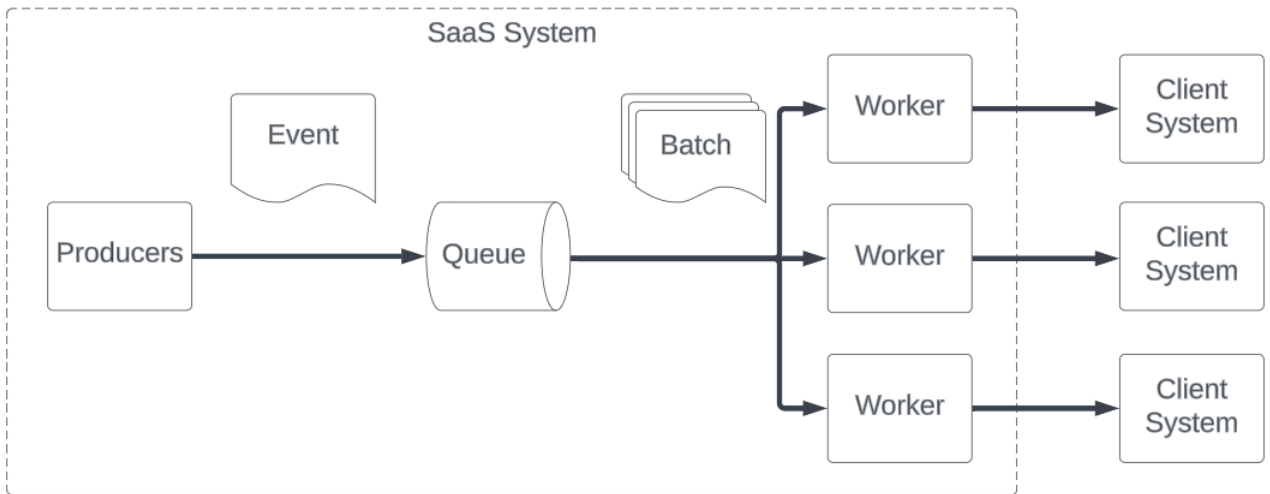 SaaS System
Event
Batch
Producers
Queue
Worker
Client
System
Worker
Client
System
Worker
Client
System